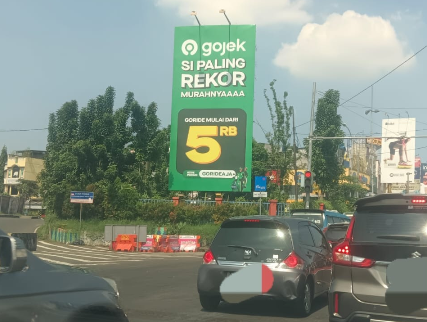 gojek
SI PALING
REKOR
MURAHNYAAAA
GORIDE MULAI DARI
5 RB
GORIDEAJA